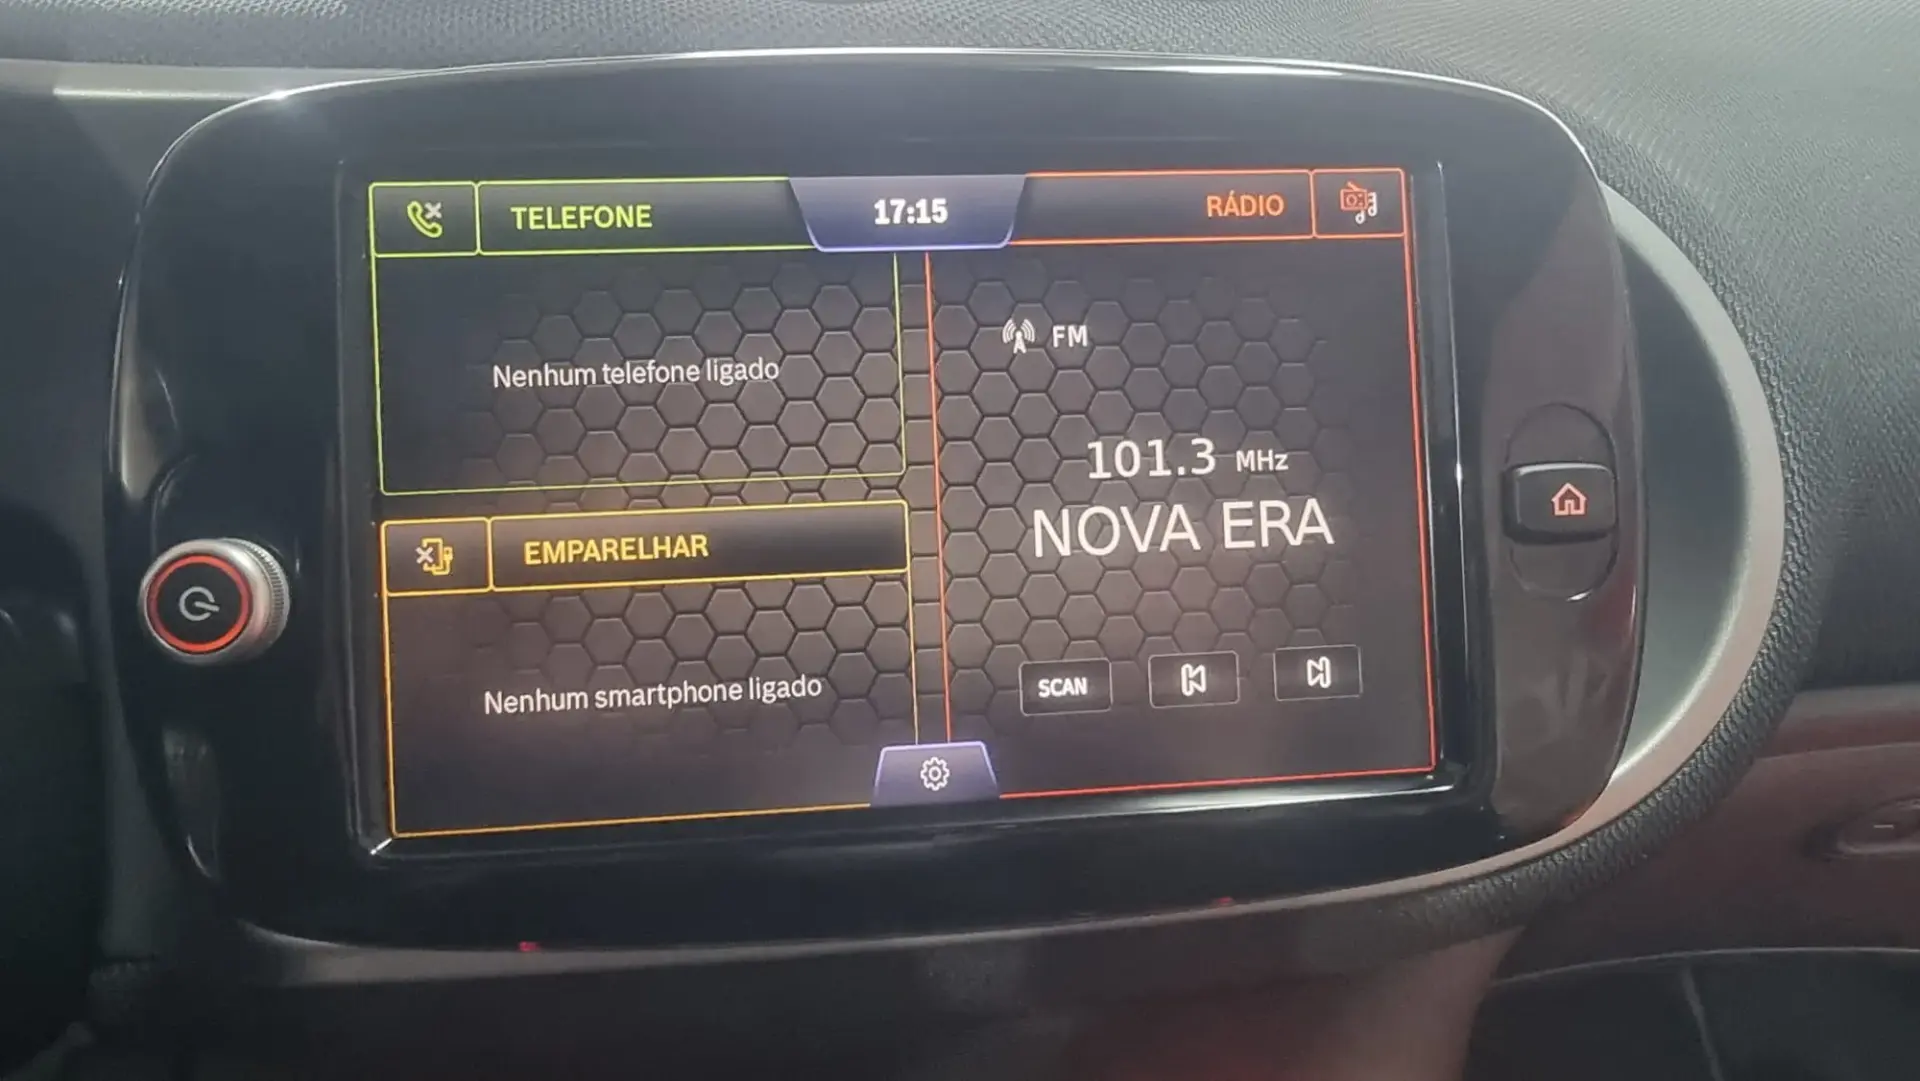 TELEFONE
17:15
RÁDIO
Nenhum telefone ligado
FM
101.3 MHz
NOVA ERA
EMPARELHAR
Nenhum smartphone ligado
SCAN